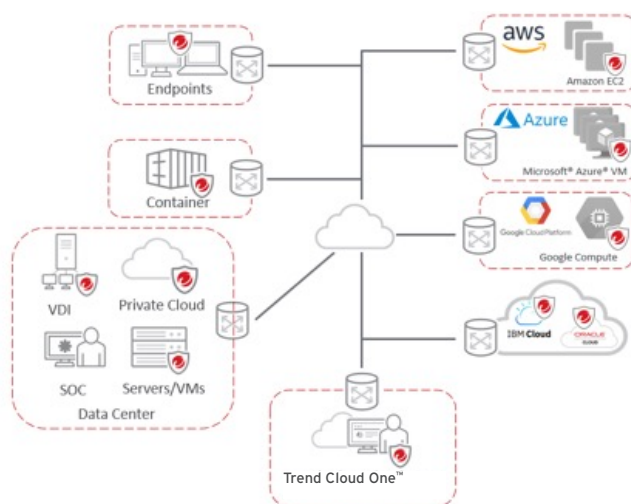 Endpoints
Container
VDI
Private Cloud
SOC
Servers/VMs
Data Center
aws
Amazon EC2
Azure
Microsoft® Azure® VM
Google Cloud Platform
Google Compute
IBM Cloud
ORACLE
CLOUD
Trend Cloud One™